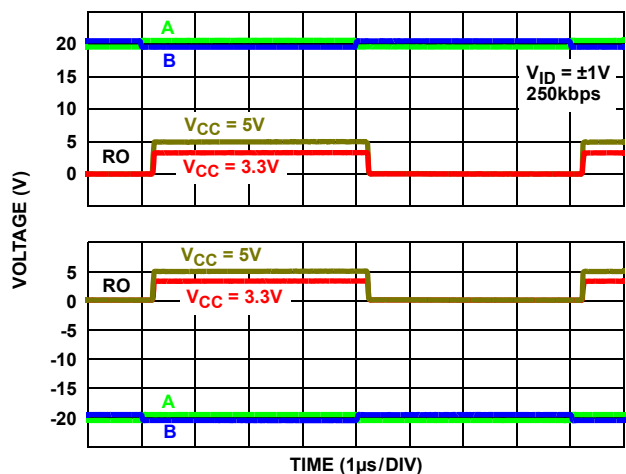 A
20
B
V_ID = ±1V
15
250kbps
10
V_CC = 5V
5
RO
V_CC = 3.3V
0
VOLTAGE (V)
V_CC = 5V
5
RO
V_CC = 3.3V
0
-5
-10
-15
A
-20
B
TIME (1µs/DIV)